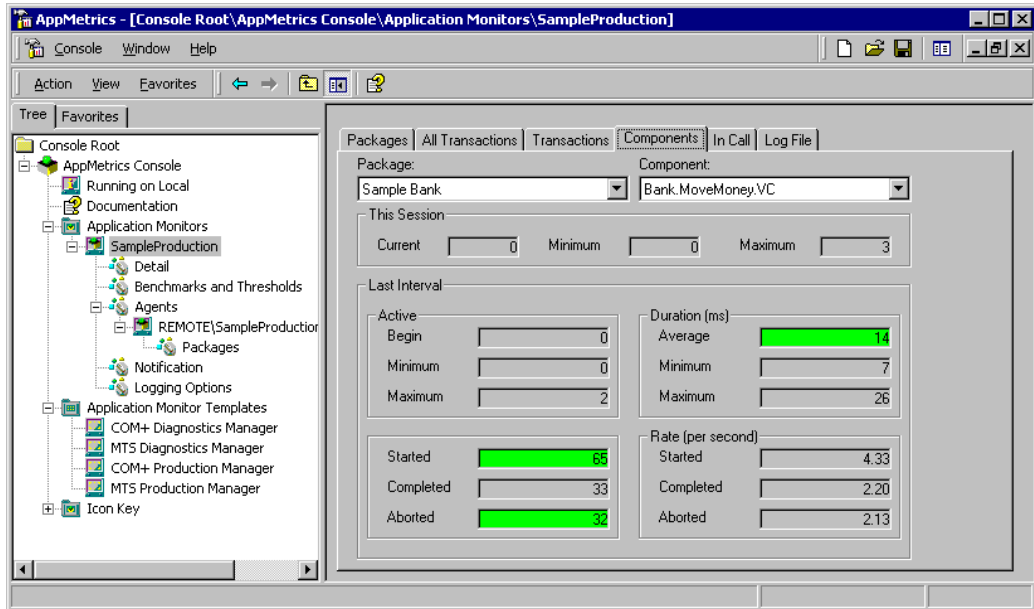 AppMetrics - [Console Root\AppMetrics Console\Application Monitors\SampleProduction]
Console Window Help
Action View Favorites
Tree Favorites
Console Root
AppMetrics Console
Running on Local
Documentation
Application Monitors
SampleProduction
Detail
Benchmarks and Thresholds
Agents
REMOTE\SampleProduction
Packages
Notification
Logging Options
Application Monitor Templates
COM+ Diagnostics Manager
MTS Diagnostics Manager
COM+ Production Manager
MTS Production Manager
Icon Key
Packages All Transactions Transactions Components In Call Log File
Package: Component:
Sample Bank Bank.MoveMoney.VC
This Session
Current 0 Minimum 0 Maximum 3
Last Interval
Active
Begin 0
Minimum 0
Maximum 2
Duration (ms)
Average 14
Minimum 7
Maximum 26
Started 65
Completed 33
Aborted 32
Rate (per second)
Started 4.33
Completed 2.20
Aborted 2.13